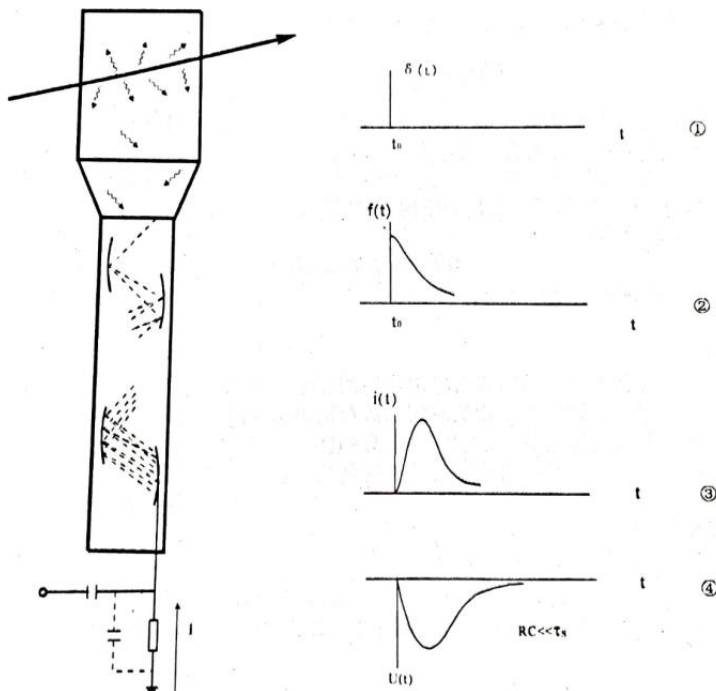 δ(t)
t₀
t
①
f(t)
t₀
t
②
i(t)
t
③
t
④
RC<<τₛ
U(t)